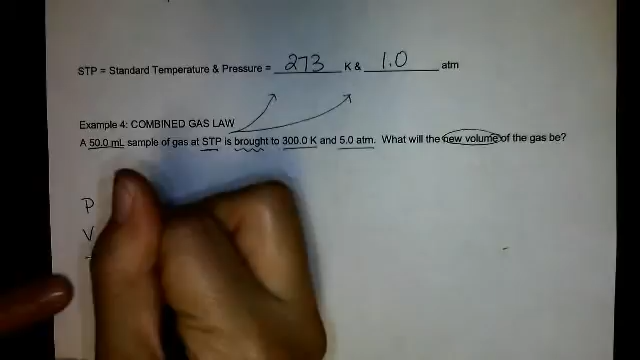 STP = Standard Temperature & Pressure = 273 K & 1.0 atm
Example 4: COMBINED GAS LAW
A 50.0 mL sample of gas at STP is brought to 300.0 K and 5.0 atm. What will the new volume of the gas be?
P
V